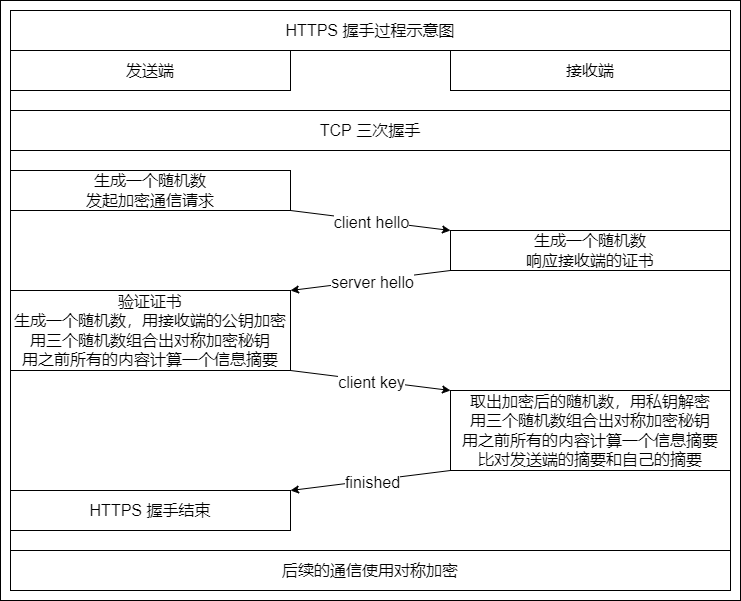 HTTPS 握手过程示意图
发送端
接收端
TCP 三次握手
生成一个随机数
发起加密通信请求
client hello
生成一个随机数
响应接收端的证书
server hello
验证证书
生成一个随机数，用接收端的公钥加密
用三个随机数组合出对称加密秘钥
用之前所有的内容计算一个信息摘要
client key
取出加密后的随机数，用私钥解密
用三个随机数组合出对称加密秘钥
用之前所有的内容计算一个信息摘要
比对发送端的摘要和自己的摘要
finished
HTTPS 握手结束
后续的通信使用对称加密